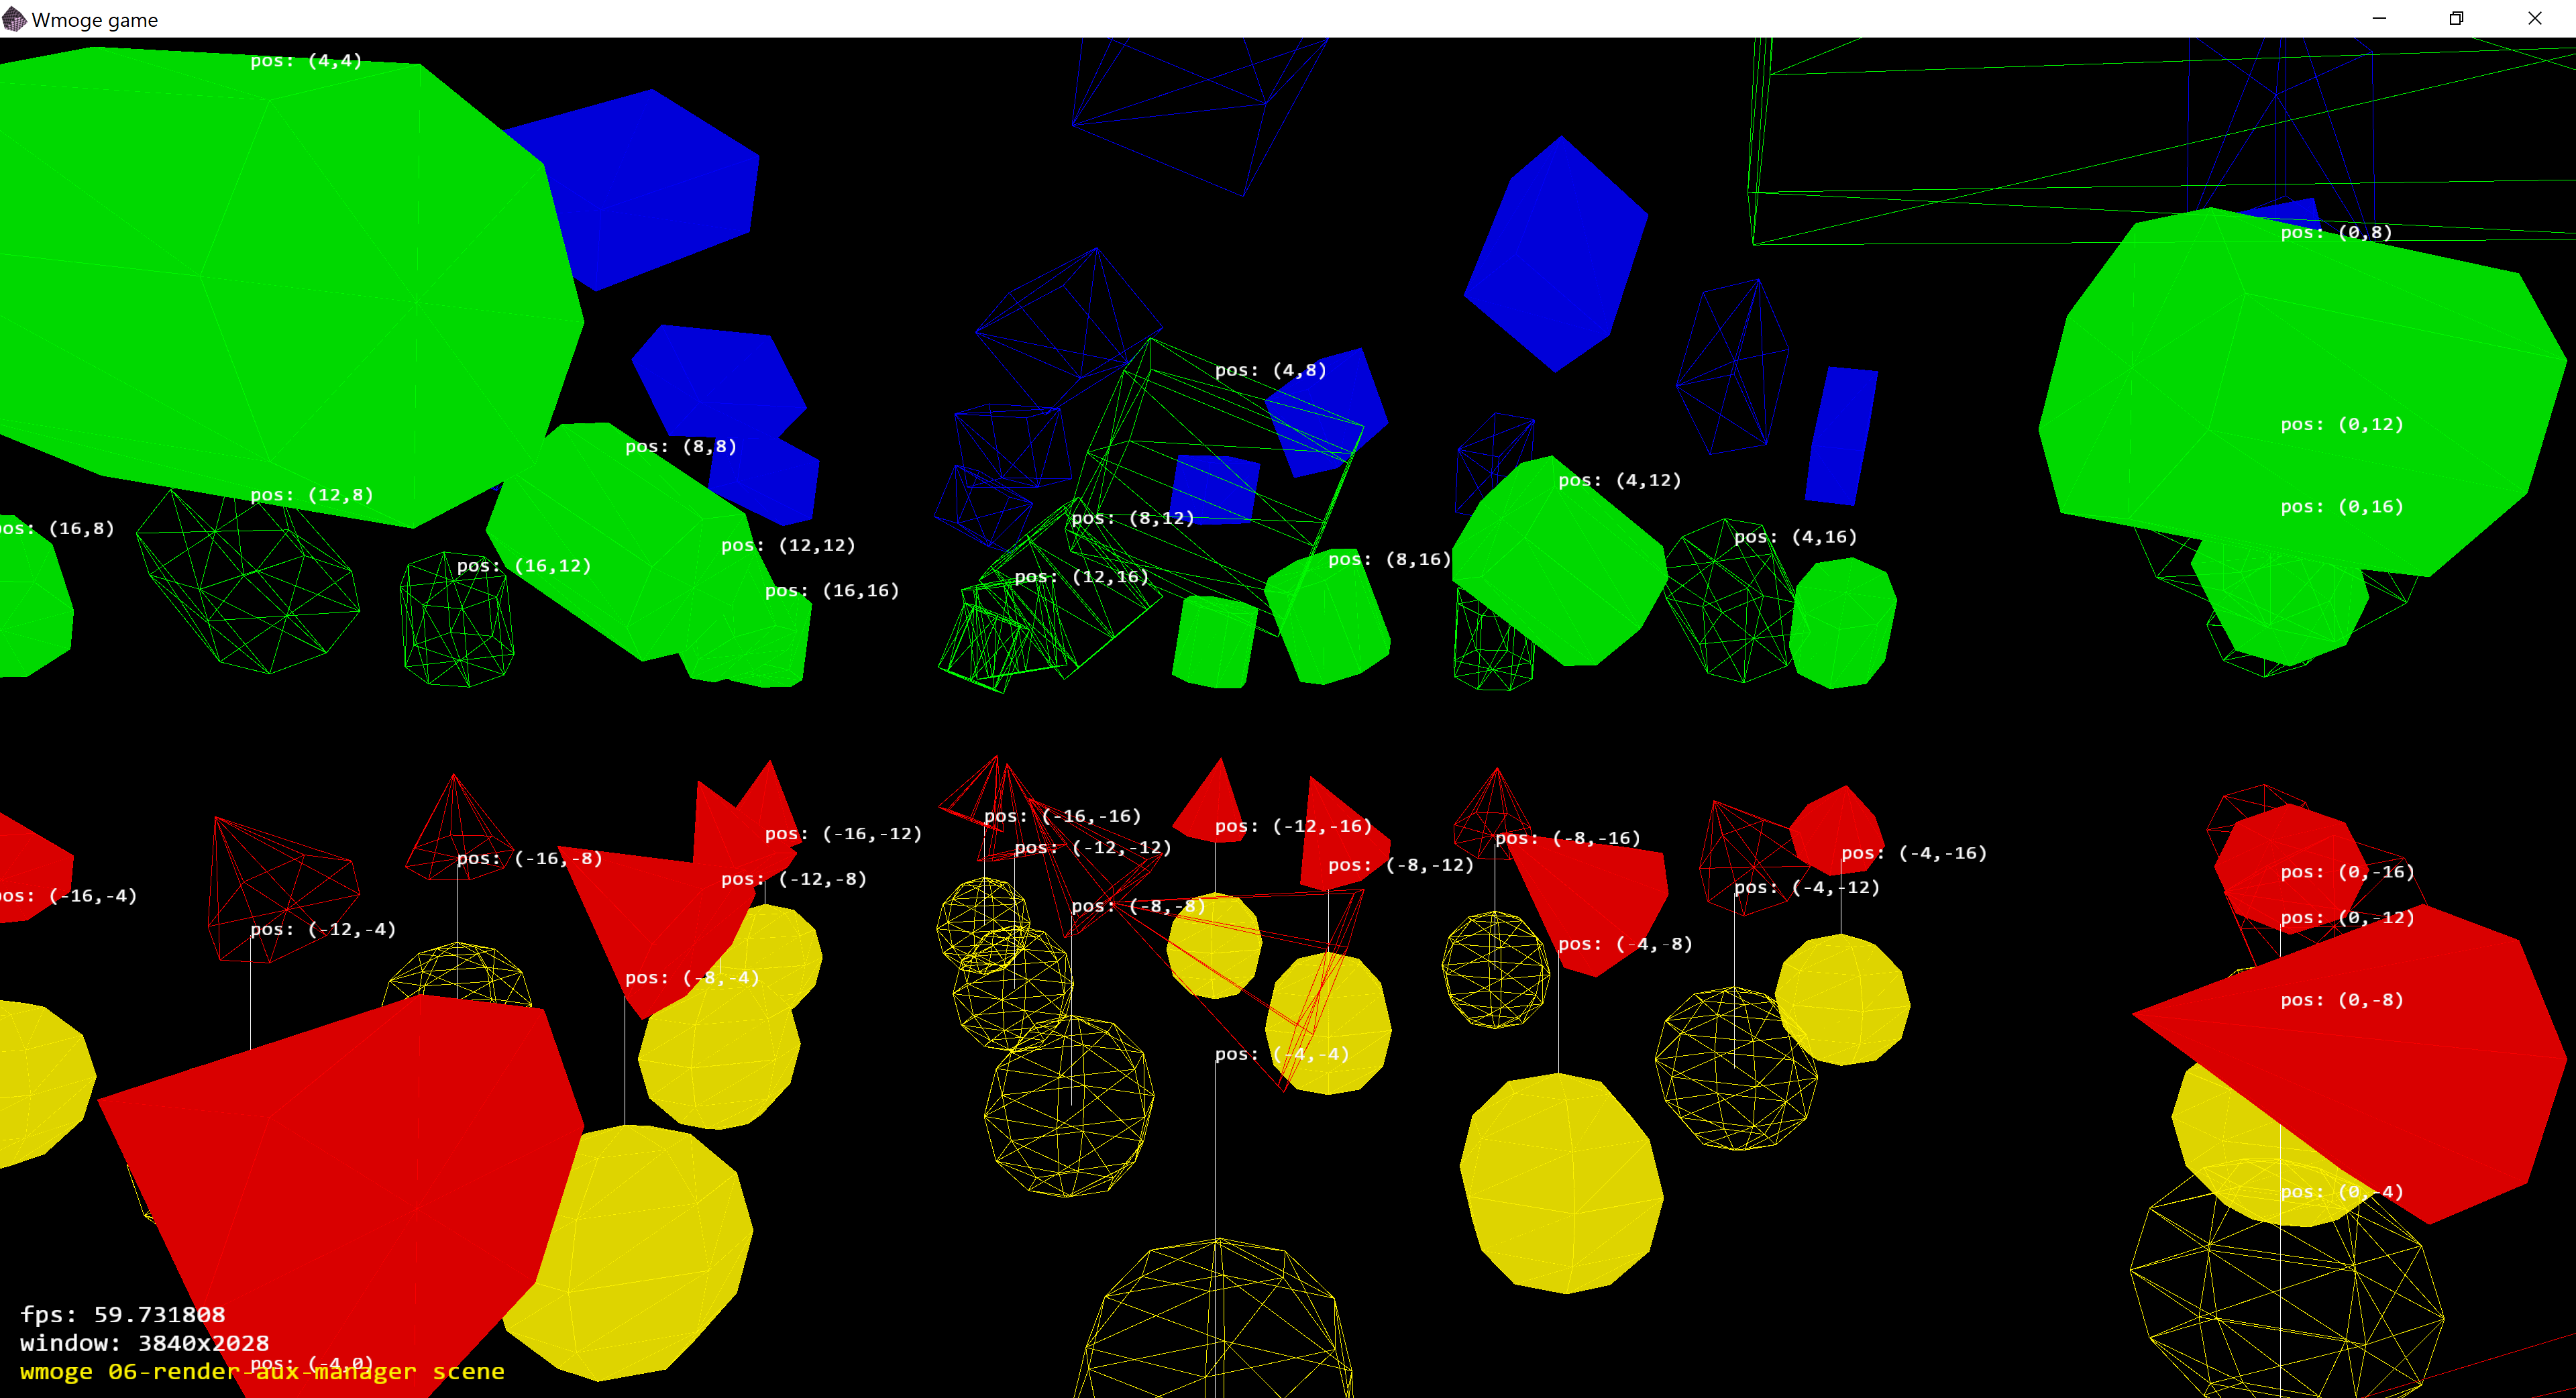 Wmoge game
pos: (4,4)
pos: (0,8)
pos: (4,8)
pos: (0,12)
pos: (8,8)
pos: (4,12)
pos: (12,8)
pos: (0,16)
pos: (8,12)
os: (16,8)
pos: (4,16)
pos: (12,12)
pos: (8,16)
pos: (16,12)
pos: (12,16)
pos: (16,16)
pos: (-16,-16)
pos: (-12,-16)
pos: (-16,-12)
pos: (-8,-16)
pos: (-12,-12)
pos: (-4,-16)
pos: (-16,-8)
pos: (-8,-12)
pos: (0,-16)
pos: (-12,-8)
pos: (-4,-12)
os: (-16,-4)
pos: (-8,-8)
pos: (0,-12)
pos: (-12,-4)
pos: (-4,-8)
pos: (-8,-4)
pos: (0,-8)
pos: (-4,-4)
pos: (0,-4)
fps: 59.731808
window: 3840x2028
pos: (-4,0)
wmoge 06-render-aux-manager scene